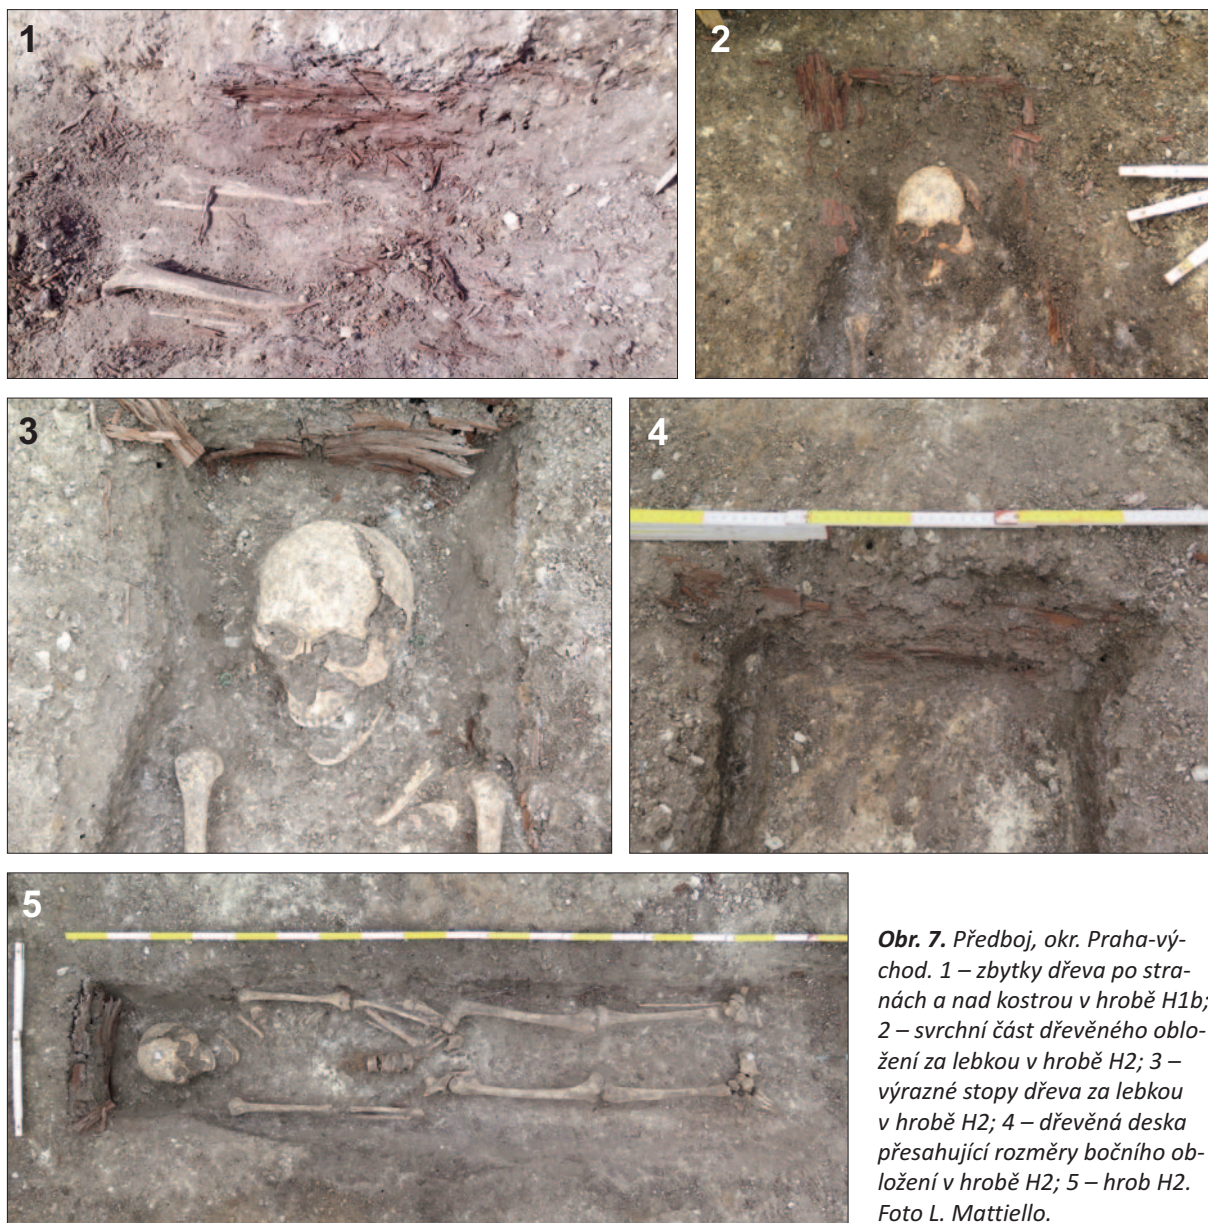 1
2
3
4
5
Obr. 7. Předboj, okr. Praha-vý-
chod. 1 – zbytky dřeva po stra-
nách a nad kostrou v hrobě H1b;
2 – svrchní část dřevěného oblo-
žení za lebkou v hrobě H2; 3 –
výrazné stopy dřeva za lebkou
v hrobě H2; 4 – dřevěná deska
přesahující rozměry bočního ob-
ložení v hrobě H2; 5 – hrob H2.
Foto L. Mattiello.